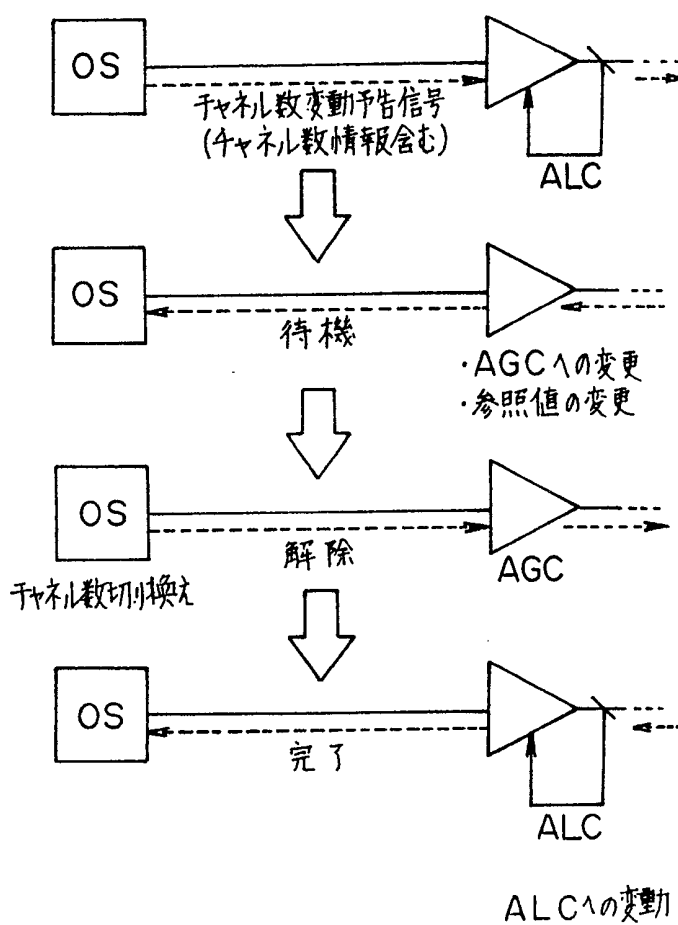 OS
チャネル数変動予告信号
(チャネル数情報含む)
ALC
OS
待機
・AGCへの変更
・参照値の変更
OS
解除
AGC
チャネル数切り換え
OS
完了
ALC
ALCへの変動